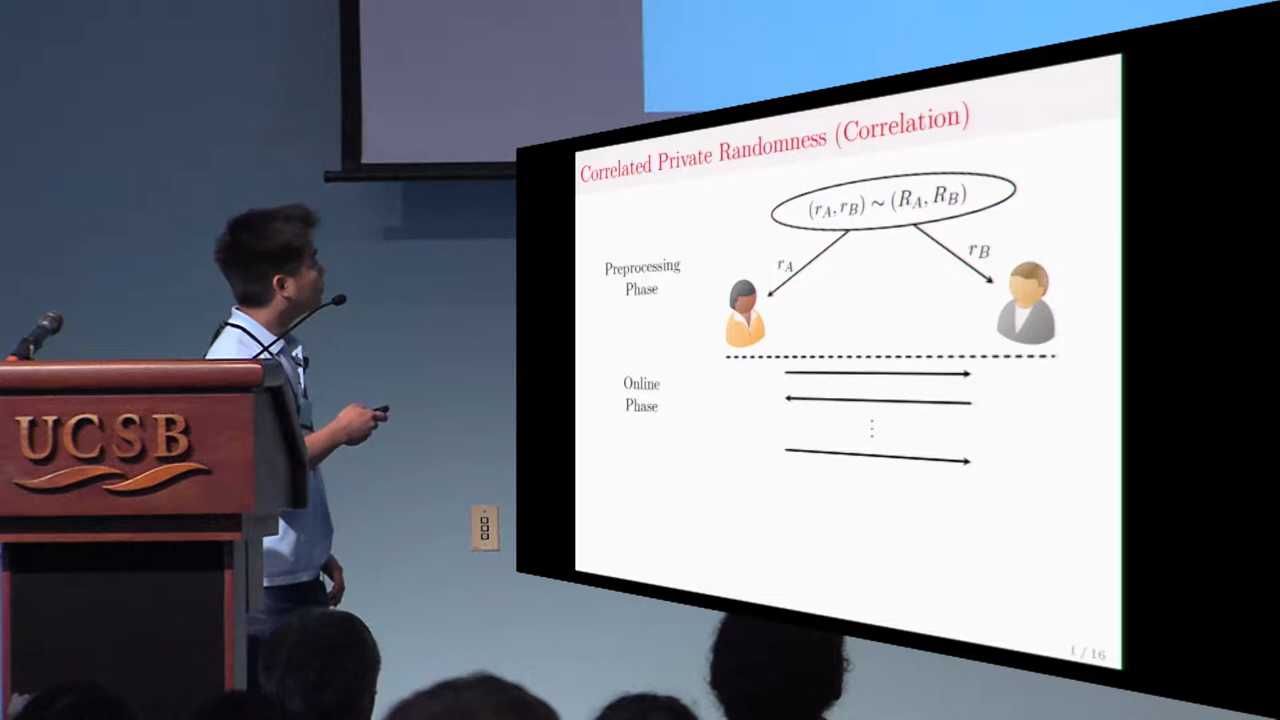 UCSB
Correlated Private Randomness (Correlation)
(r_A, r_B) ~ (R_A, R_B)
r_A
r_B
Preprocessing
Phase
Online
Phase
⋮
1 / 16